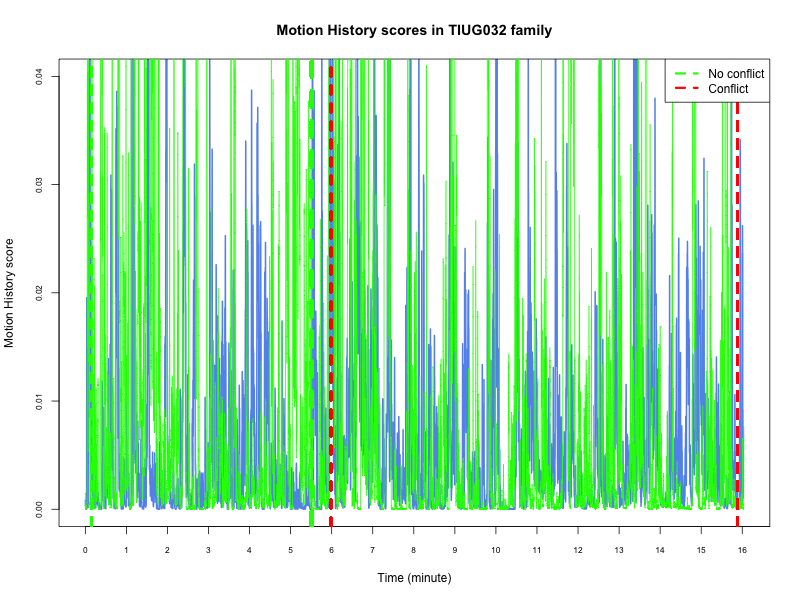 Motion History scores in TIUG032 family
No conflict
Conflict
Motion History score
0.04
0.03
0.02
0.01
0.00
0 1 2 3 4 5 6 7 8 9 10 11 12 13 14 15 16
Time (minute)